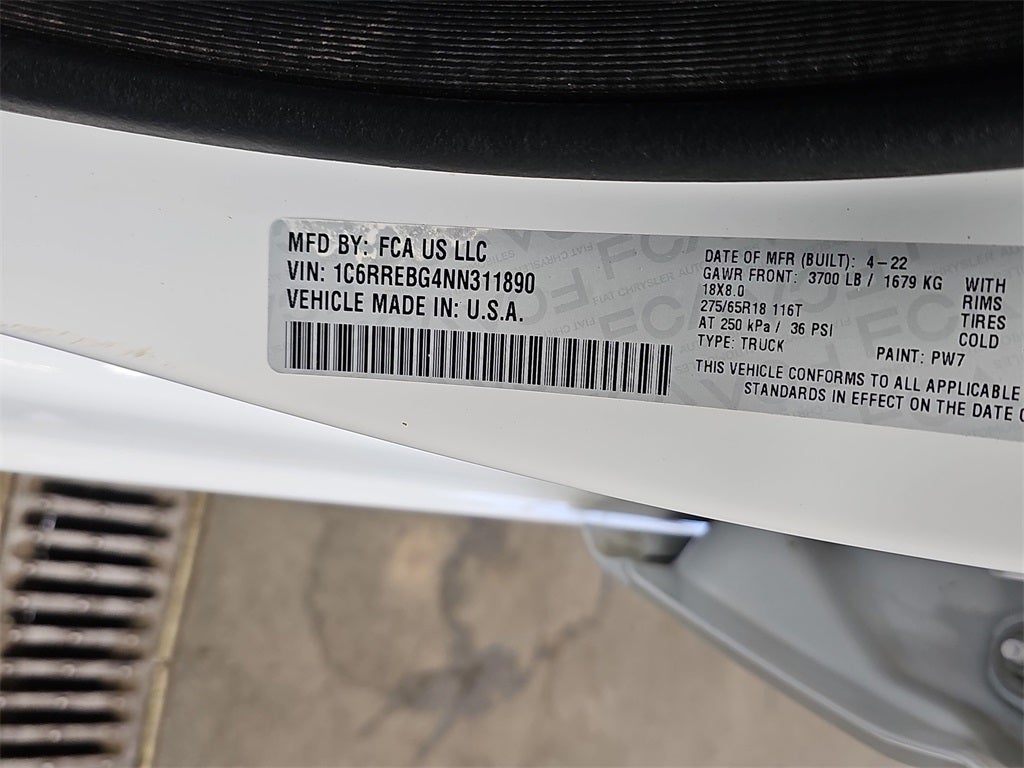 MFD BY: FCA US LLC
VIN: 1C6RREBG4NN311890
VEHICLE MADE IN: U.S.A.
DATE OF MFR (BUILT): 4-22
GAWR FRONT: 3700 LB / 1679 KG WITH
18X8.0 RIMS
275/65R18 116T TIRES
AT 250 kPa / 36 PSI COLD
TYPE: TRUCK PAINT: PW7
THIS VEHICLE CONFORMS TO ALL APPLICABLE
STANDARDS IN EFFECT ON THE DATE